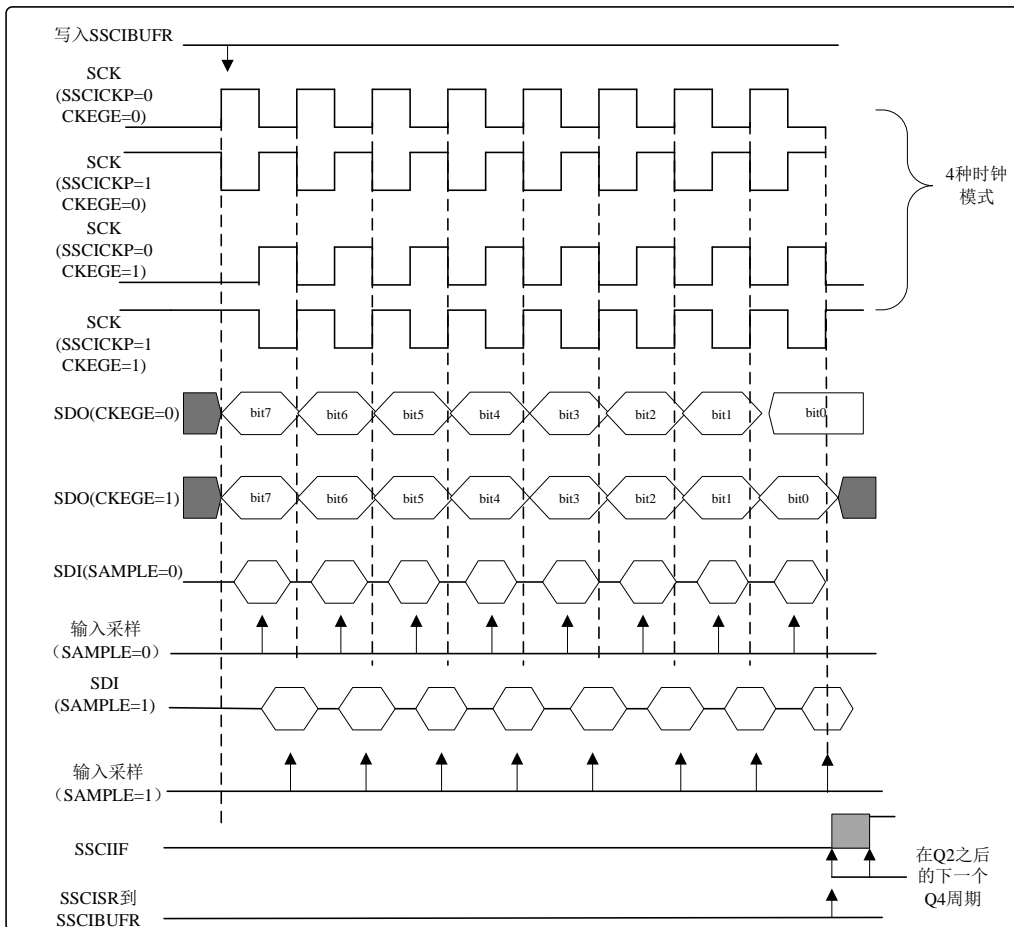 写入SSCIBUFR
SCK
(SSCICKP=0
CKEGE=0)
SCK
(SSCICKP=1
CKEGE=0)
SCK
(SSCICKP=0
CKEGE=1)
SCK
(SSCICKP=1
CKEGE=1)
4种时钟
模式
SDO(CKEGE=0)
bit7 bit6 bit5 bit4 bit3 bit2 bit1 bit0
SDO(CKEGE=1)
bit7 bit6 bit5 bit4 bit3 bit2 bit1 bit0
SDI(SAMPLE=0)
输入采样
（SAMPLE=0）
SDI
(SAMPLE=1)
输入采样
（SAMPLE=1）
SSCIIF
在Q2之后
的下一个
Q4周期
SSCISR到
SSCIBUFR